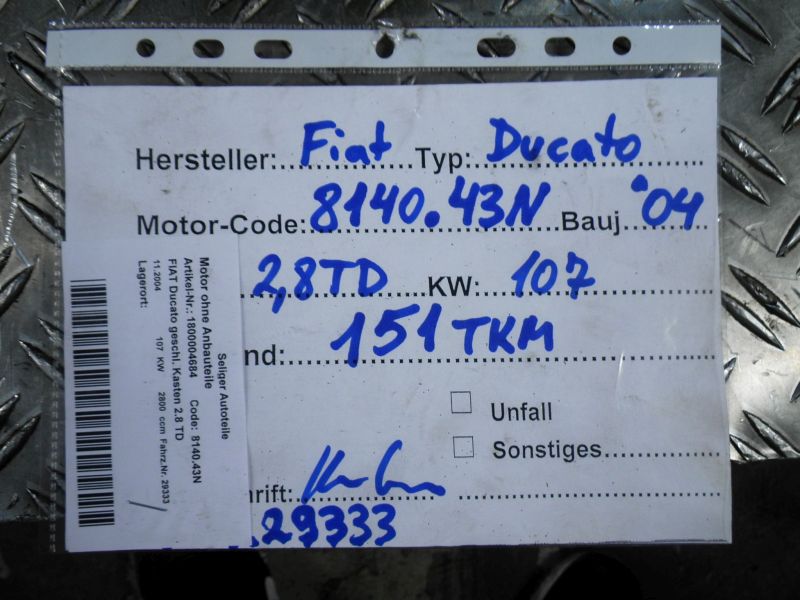 Hersteller: Fiat Typ: Ducato
Motor-Code: 8140.43N Bauj '04
2,8TD KW: 107
nd: 151 TKM
Unfall
Sonstiges
hrift:
29333
Seliger Autoteile
Motor ohne Anbauteile
Artikel-Nr.: 1800004684 Code: 8140.43N
FIAT Ducato geschl. Kasten 2.8 TD
11.2004 107 KW 2800 ccm Fahrz.Nr. 29333
Lagerort: